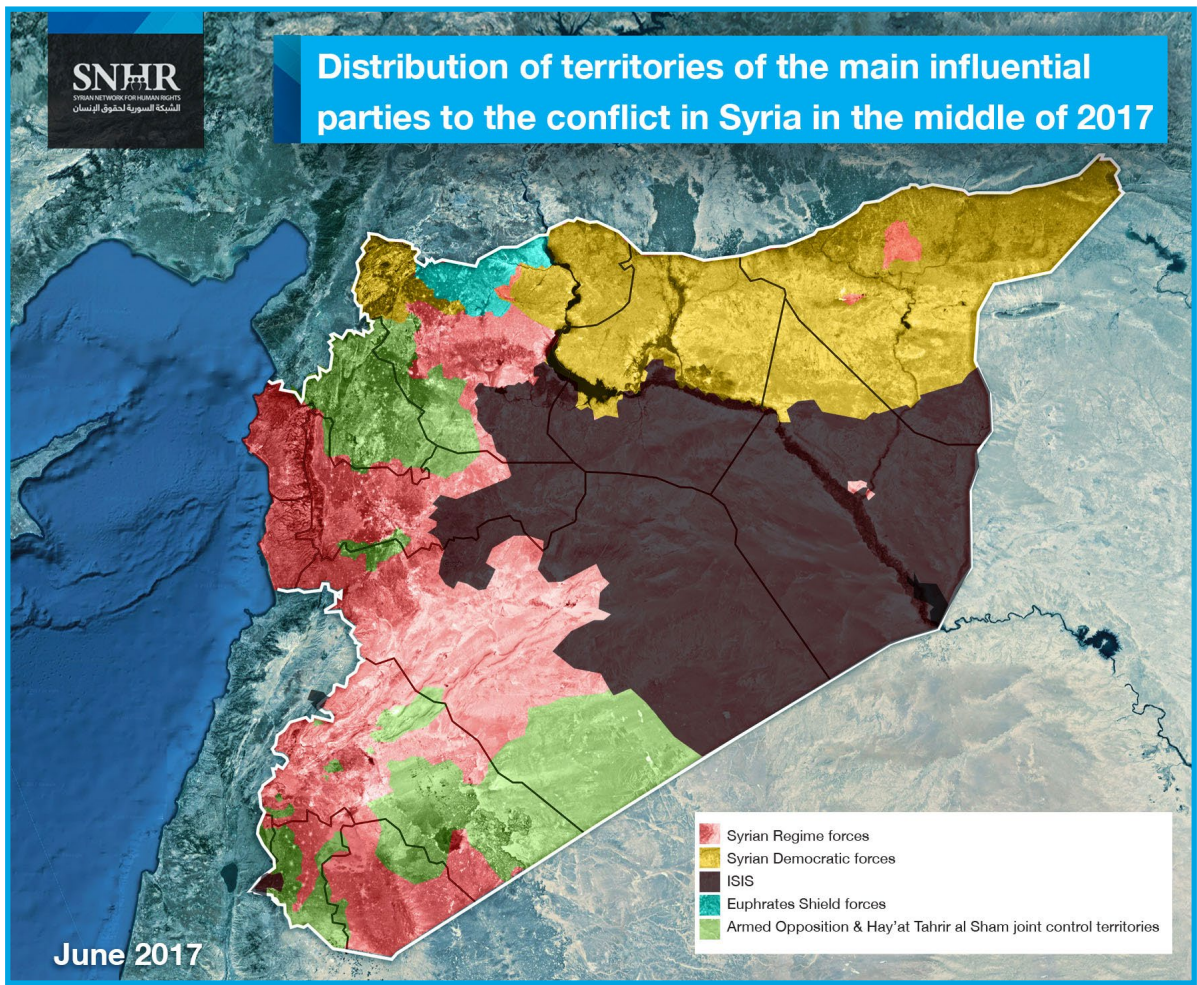 SNHR
SYRIAN NETWORK FOR HUMAN RIGHTS
الشبكة السورية لحقوق الإنسان
Distribution of territories of the main influential
parties to the conflict in Syria in the middle of 2017
Syrian Regime forces
Syrian Democratic forces
ISIS
Euphrates Shield forces
Armed Opposition & Hay'at Tahrir al Sham joint control territories
June 2017